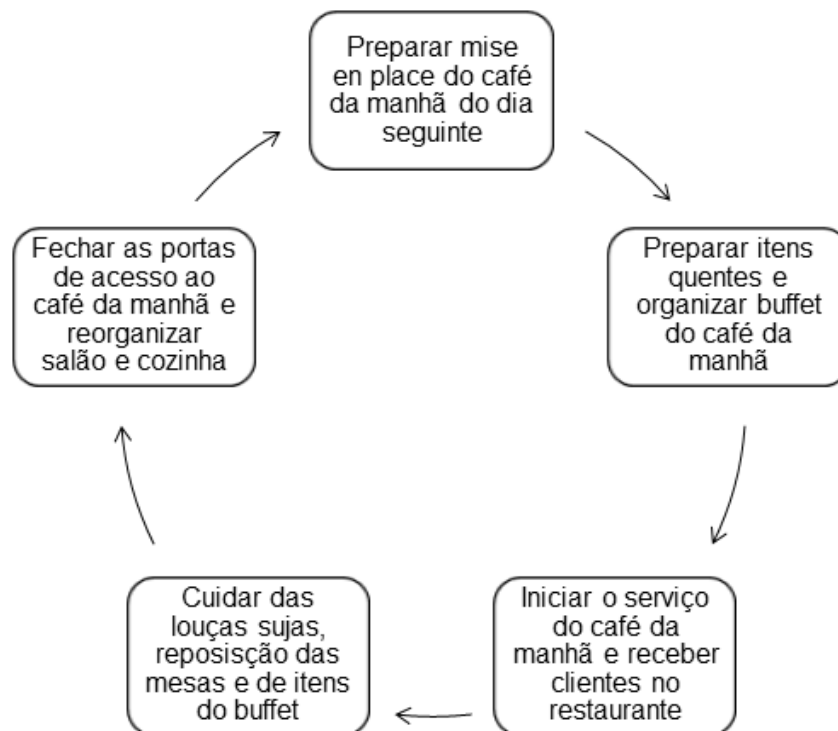 Preparar mise
en place do café
da manhã do dia
seguinte
Preparar itens
quentes e
organizar buffet
do café da
manhã
Iniciar o serviço
do café da
manhã e receber
clientes no
restaurante
Cuidar das
louças sujas,
reposisção das
mesas e de itens
do buffet
Fechar as portas
de acesso ao
café da manhã e
reorganizar
salão e cozinha